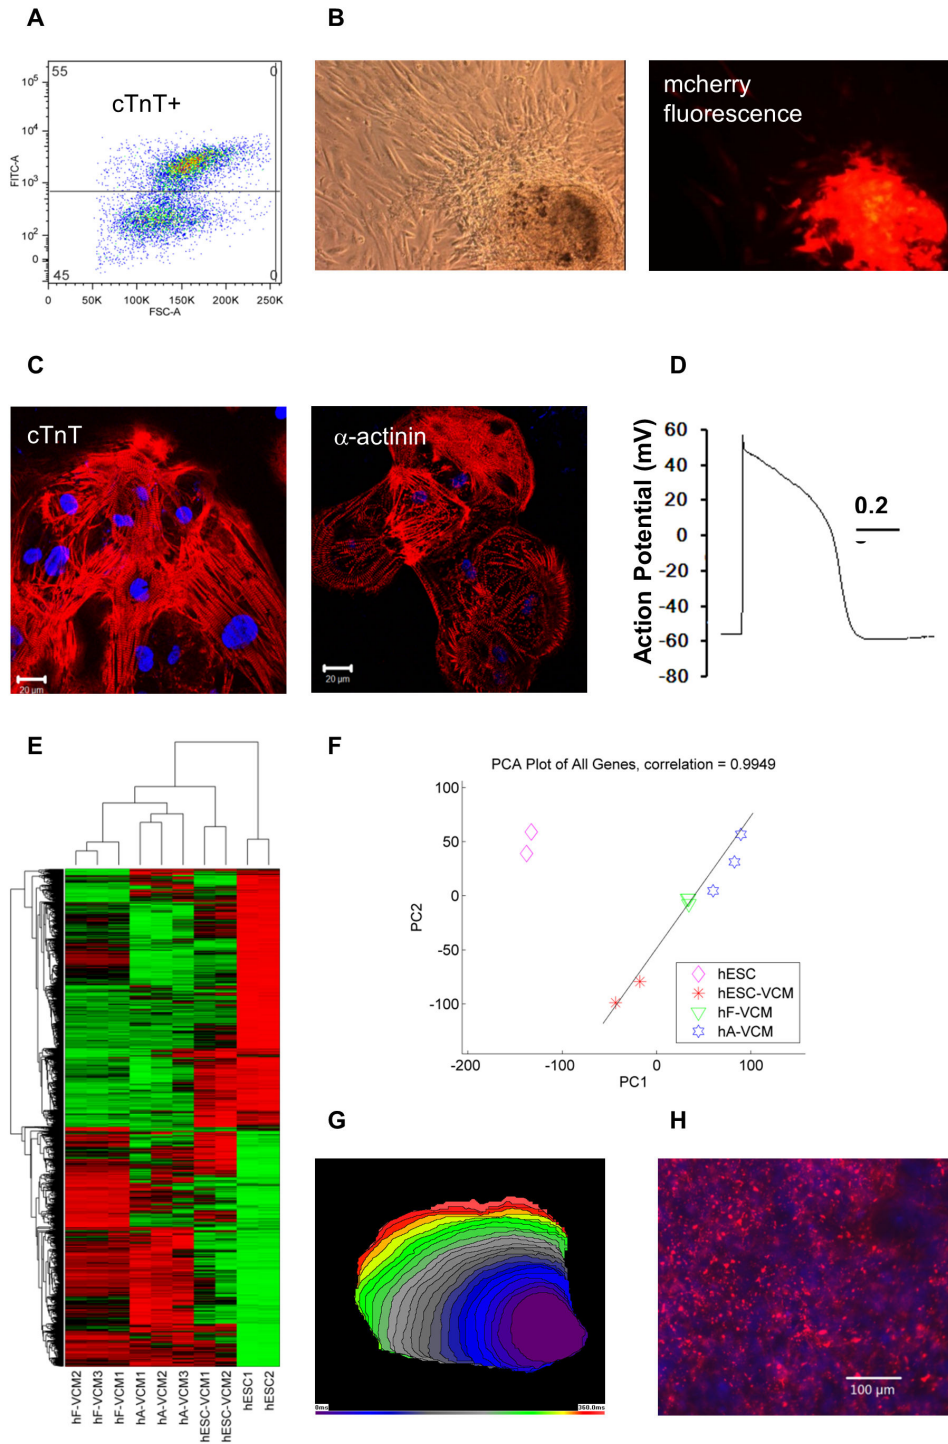 A
B
55
0
cTnT+
10^5
10^4
10^3
10^2
0
FITC-A
45
0
0
50K
100K
150K
200K
250K
FSC-A
mcherry
fluorescence
C
D
cTnT
20 µm
α-actinin
20 µm
Action Potential (mV)
60
40
20
0
-20
-40
-60
-80
0.2
E
F
hF-VCM2
hF-VCM3
hF-VCM1
hA-VCM1
hA-VCM2
hA-VCM3
hESC-VCM1
hESC-VCM2
hESC1
hESC2
PCA Plot of All Genes, correlation = 0.9949
100
50
0
-50
-100
PC2
-200
-100
0
100
PC1
hESC
hESC-VCM
hF-VCM
hA-VCM
G
H
0ms
360.0ms
100 µm